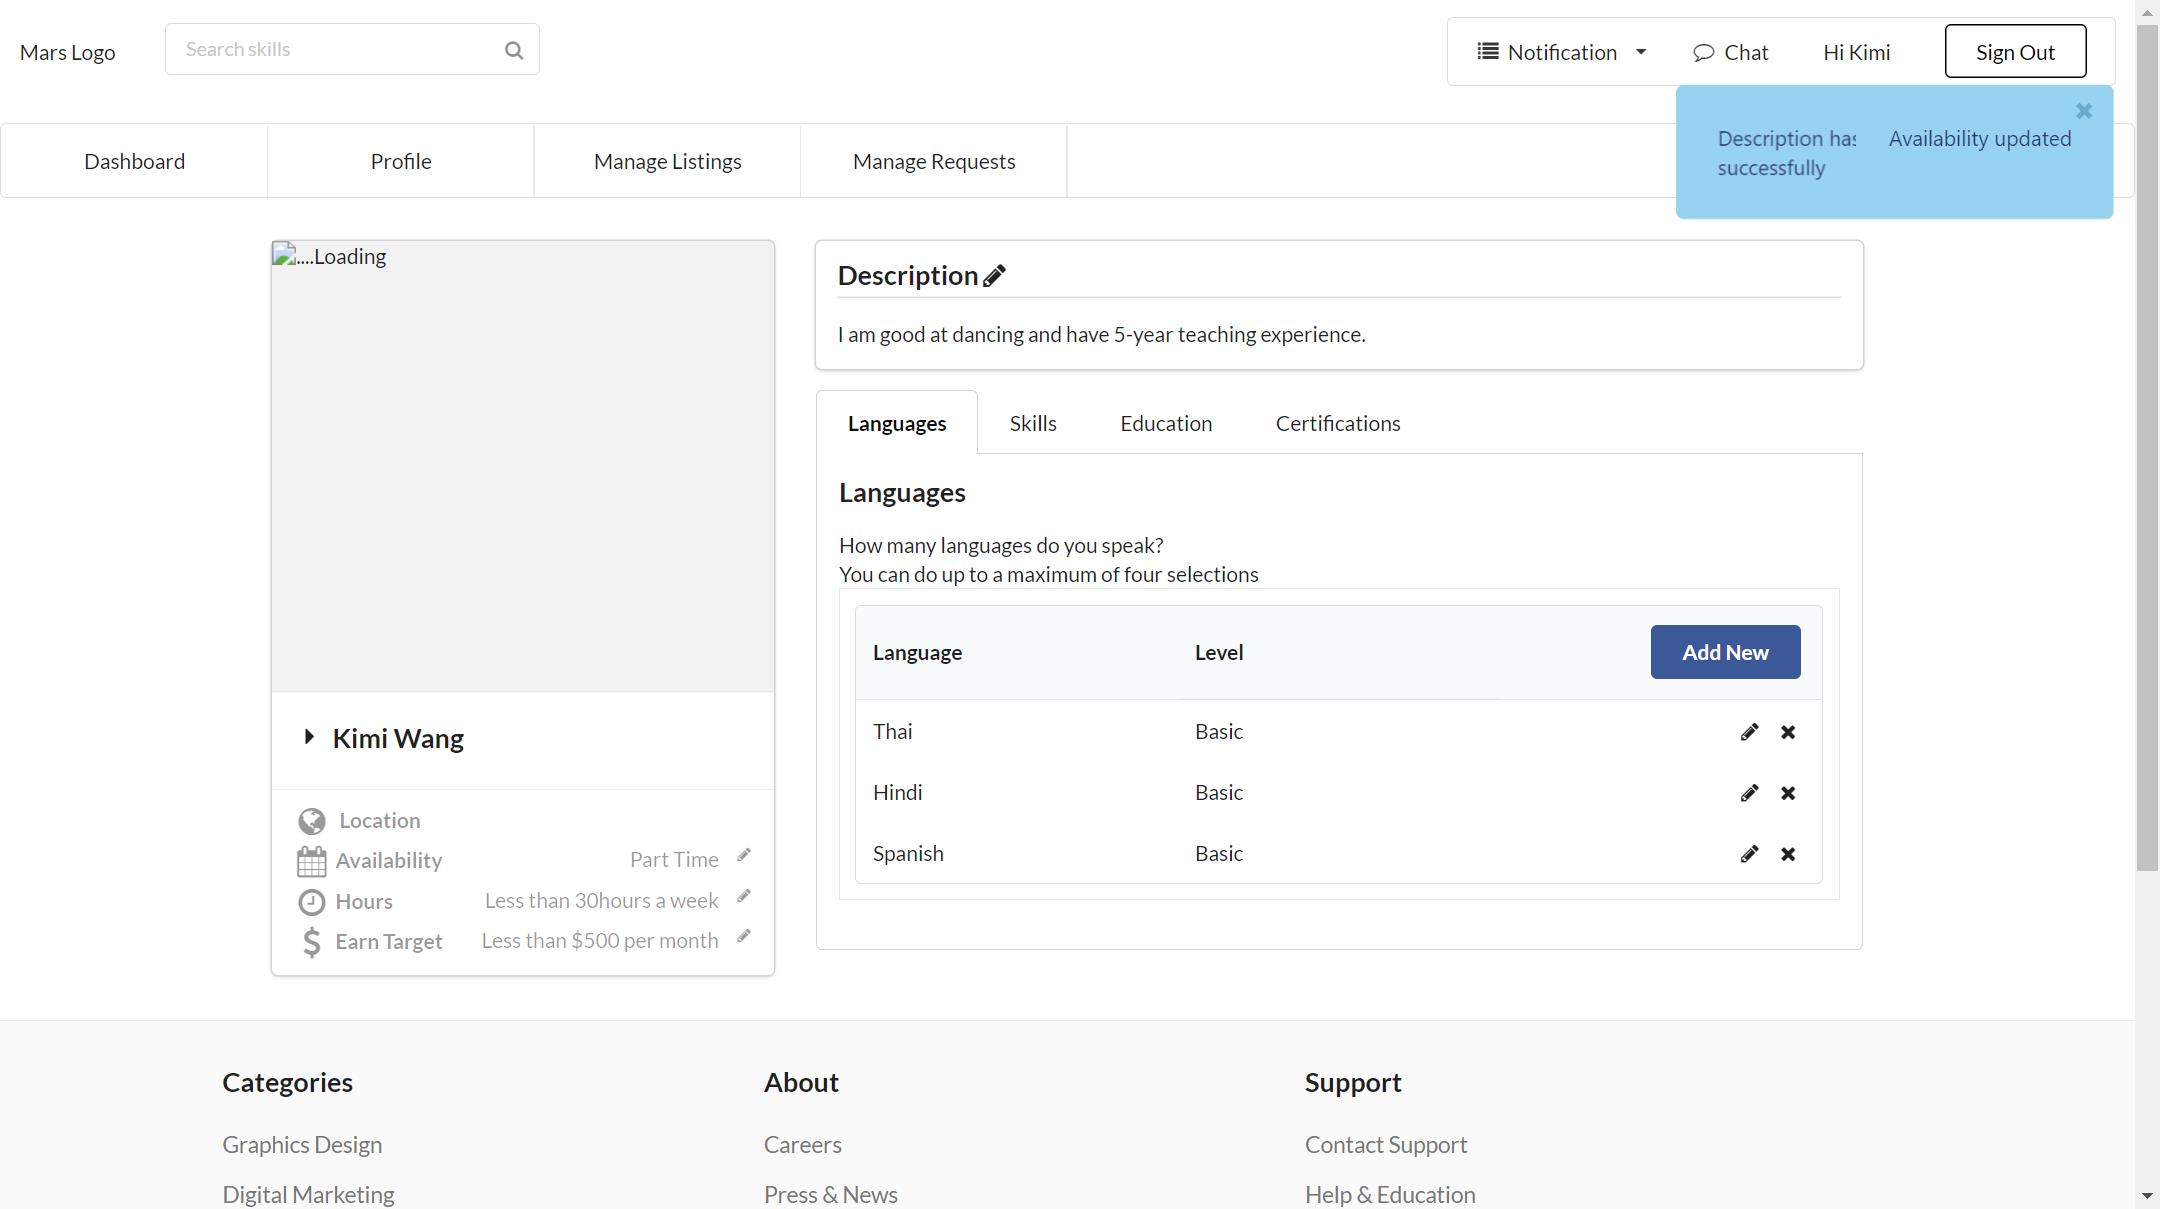 Mars Logo
Search skills
Notification
Chat
Hi Kimi
Sign Out
Description has
successfully
Availability updated
Dashboard
Profile
Manage Listings
Manage Requests
....Loading
Kimi Wang
Location
Availability
Part Time
Hours
Less than 30hours a week
Earn Target
Less than $500 per month
Description
I am good at dancing and have 5-year teaching experience.
Languages
Skills
Education
Certifications
Languages
How many languages do you speak?
You can do up to a maximum of four selections
Language
Level
Add New
Thai
Basic
Hindi
Basic
Spanish
Basic
Categories
About
Support
Graphics Design
Careers
Contact Support
Digital Marketing
Press & News
Help & Education